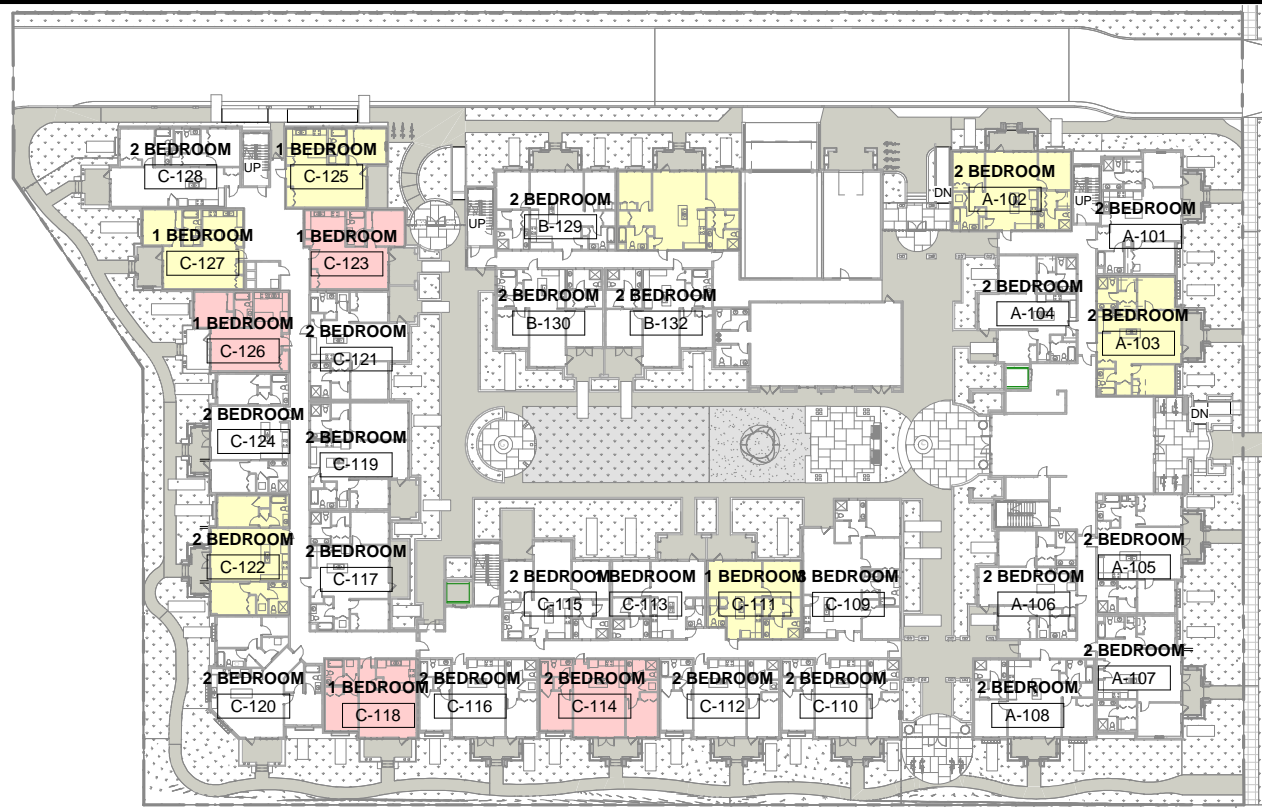 2 BEDROOM
C-128
UP
1 BEDROOM
C-125
2 BEDROOM
B-129
UP
2 BEDROOM
A-102
DN
UP
2 BEDROOM
A-101
1 BEDROOM
C-127
1 BEDROOM
C-123
1 BEDROOM
C-126
2 BEDROOM
C-121
2 BEDROOM
B-130
2 BEDROOM
B-132
2 BEDROOM
A-104
2 BEDROOM
A-103
2 BEDROOM
C-124
2 BEDROOM
C-119
DN
2 BEDROOM
C-122
2 BEDROOM
C-117
2 BEDROOM
C-115
BEDROOM
C-113
1 BEDROOM
C-111
BEDROOM
C-109
2 BEDROOM
A-106
2 BEDROOM
A-105
2 BEDROOM
C-120
1 BEDROOM
C-118
2 BEDROOM
C-116
2 BEDROOM
C-114
2 BEDROOM
C-112
2 BEDROOM
C-110
2 BEDROOM
A-108
2 BEDROOM
A-107